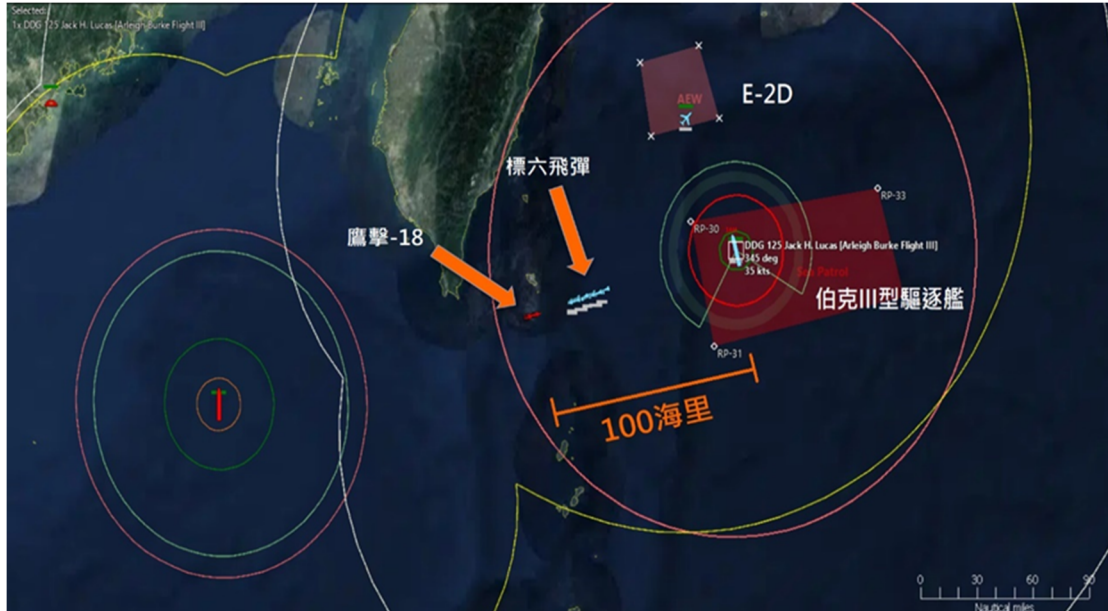 Selected:
1x DDG 125 Jack H. Lucas [Arleigh Burke Flight III]
AEW
E-2D
標六飛彈
鷹擊-18
RP-33
RP-30
DDG 125 Jack H. Lucas [Arleigh Burke Flight III]
345 deg
35 kts
Sea Patrol
伯克III型驅逐艦
RP-31
100海里
0 30 60 90
Nautical miles